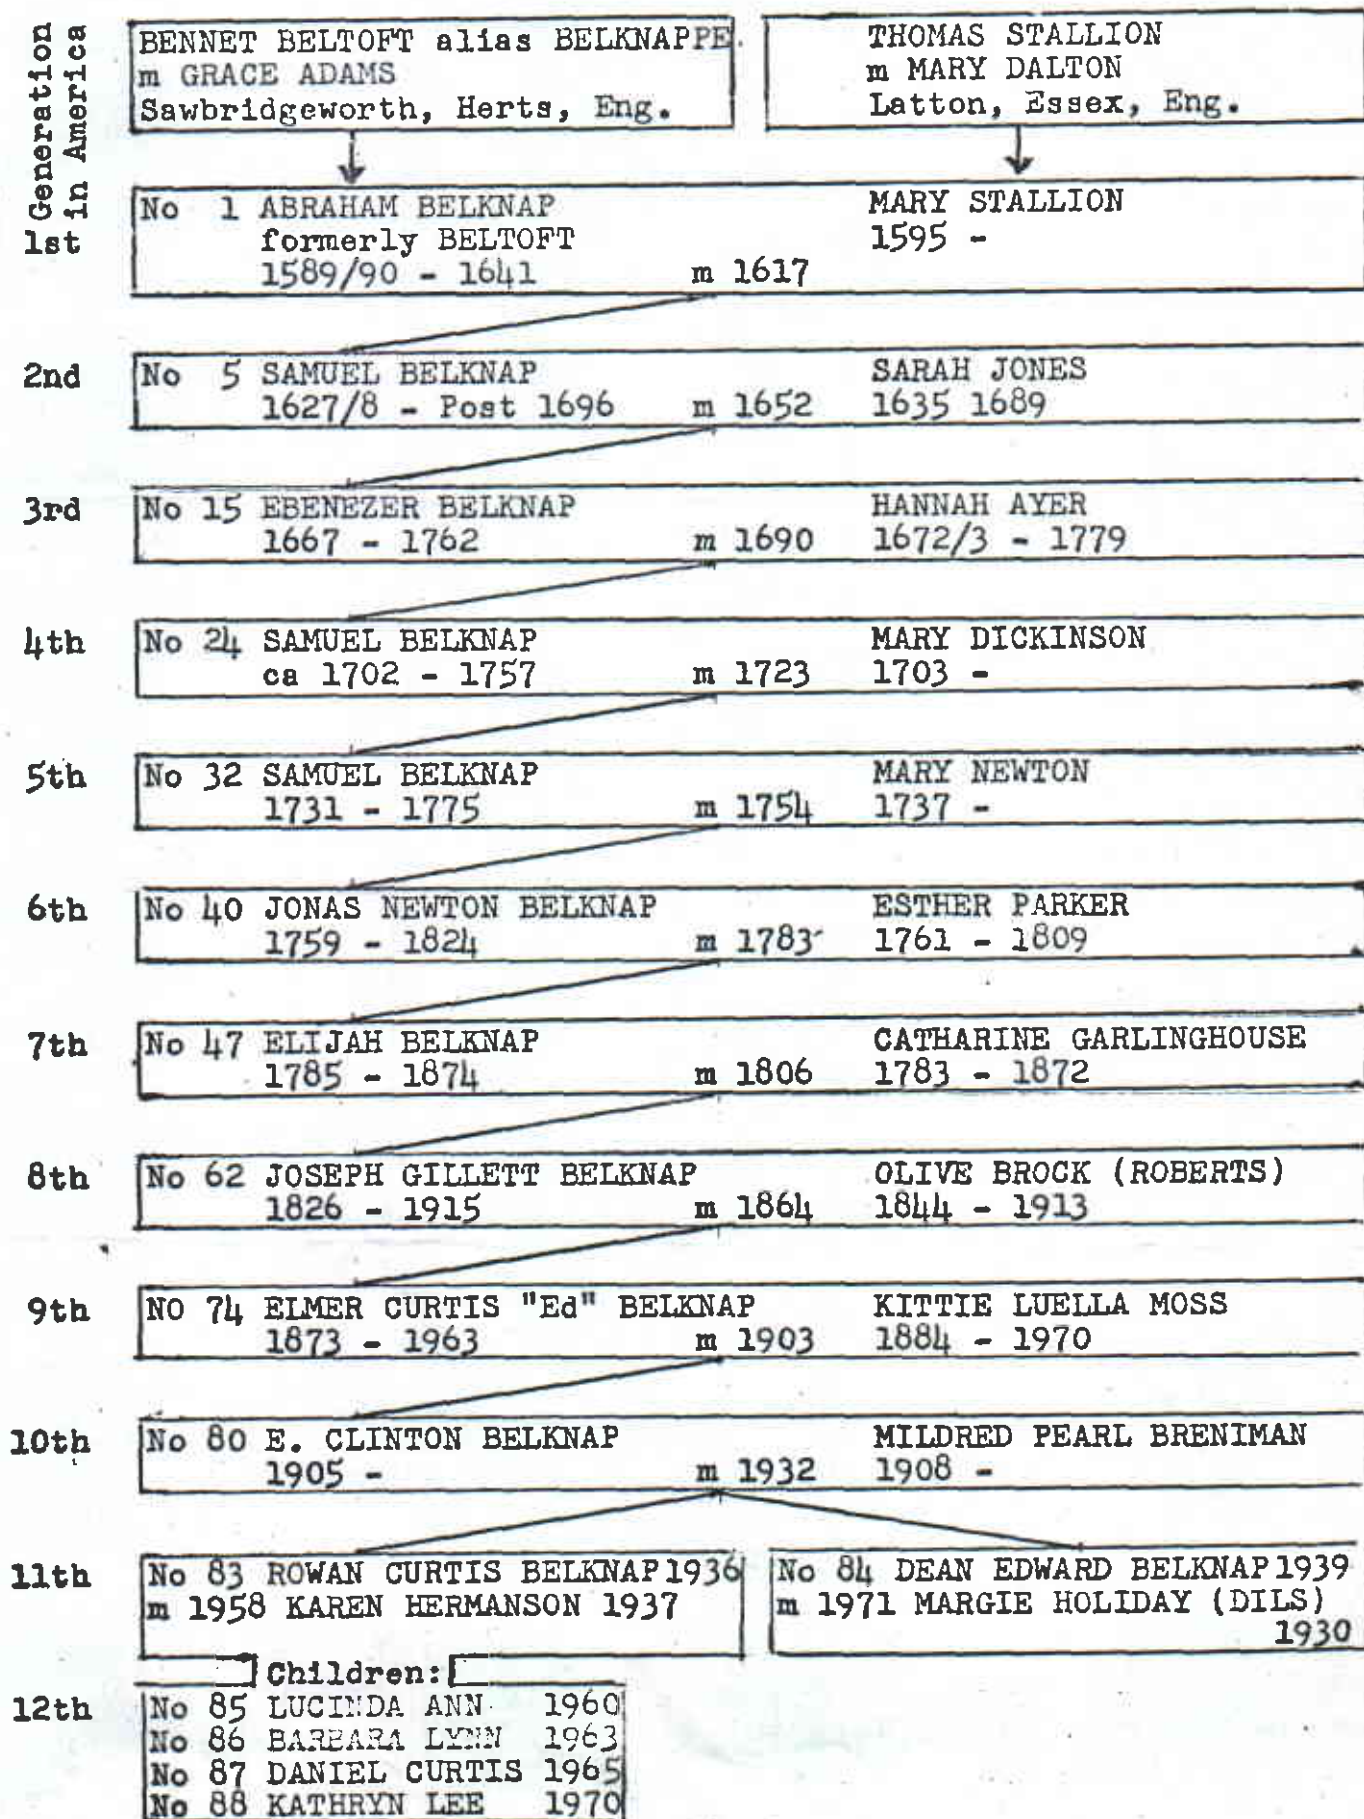 Generation
in America
BENNET BELTOFT alias BELKNAPPE
m GRACE ADAMS
Sawbridgeworth, Herts, Eng.
THOMAS STALLION
m MARY DALTON
Latton, Essex, Eng.
1st
No 1 ABRAHAM BELKNAP
formerly BELTOFT
1589/90 - 1641 m 1617
MARY STALLION
1595 -
2nd
No 5 SAMUEL BELKNAP SARAH JONES
1627/8 - Post 1696 m 1652 1635 1689
3rd
No 15 EBENEZER BELKNAP HANNAH AYER
1667 - 1762 m 1690 1672/3 - 1779
4th
No 24 SAMUEL BELKNAP MARY DICKINSON
ca 1702 - 1757 m 1723 1703 -
5th
No 32 SAMUEL BELKNAP MARY NEWTON
1731 - 1775 m 1754 1737 -
6th
No 40 JONAS NEWTON BELKNAP ESTHER PARKER
1759 - 1824 m 1783 1761 - 1809
7th
No 47 ELIJAH BELKNAP CATHARINE GARLINGHOUSE
1785 - 1874 m 1806 1783 - 1872
8th
No 62 JOSEPH GILLETT BELKNAP OLIVE BROCK (ROBERTS)
1826 - 1915 m 1864 1844 - 1913
9th
NO 74 ELMER CURTIS "Ed" BELKNAP KITTIE LUELLA MOSS
1873 - 1963 m 1903 1884 - 1970
10th
No 80 E. CLINTON BELKNAP MILDRED PEARL BRENIMAN
1905 - m 1932 1908 -
11th
No 83 ROWAN CURTIS BELKNAP 1936
m 1958 KAREN HERMANSON 1937
No 84 DEAN EDWARD BELKNAP 1939
m 1971 MARGIE HOLIDAY (DILS)
1930
Children:
12th
No 85 LUCINDA ANN 1960
No 86 BARBARA LYNN 1963
No 87 DANIEL CURTIS 1965
No 88 KATHRYN LEE 1970